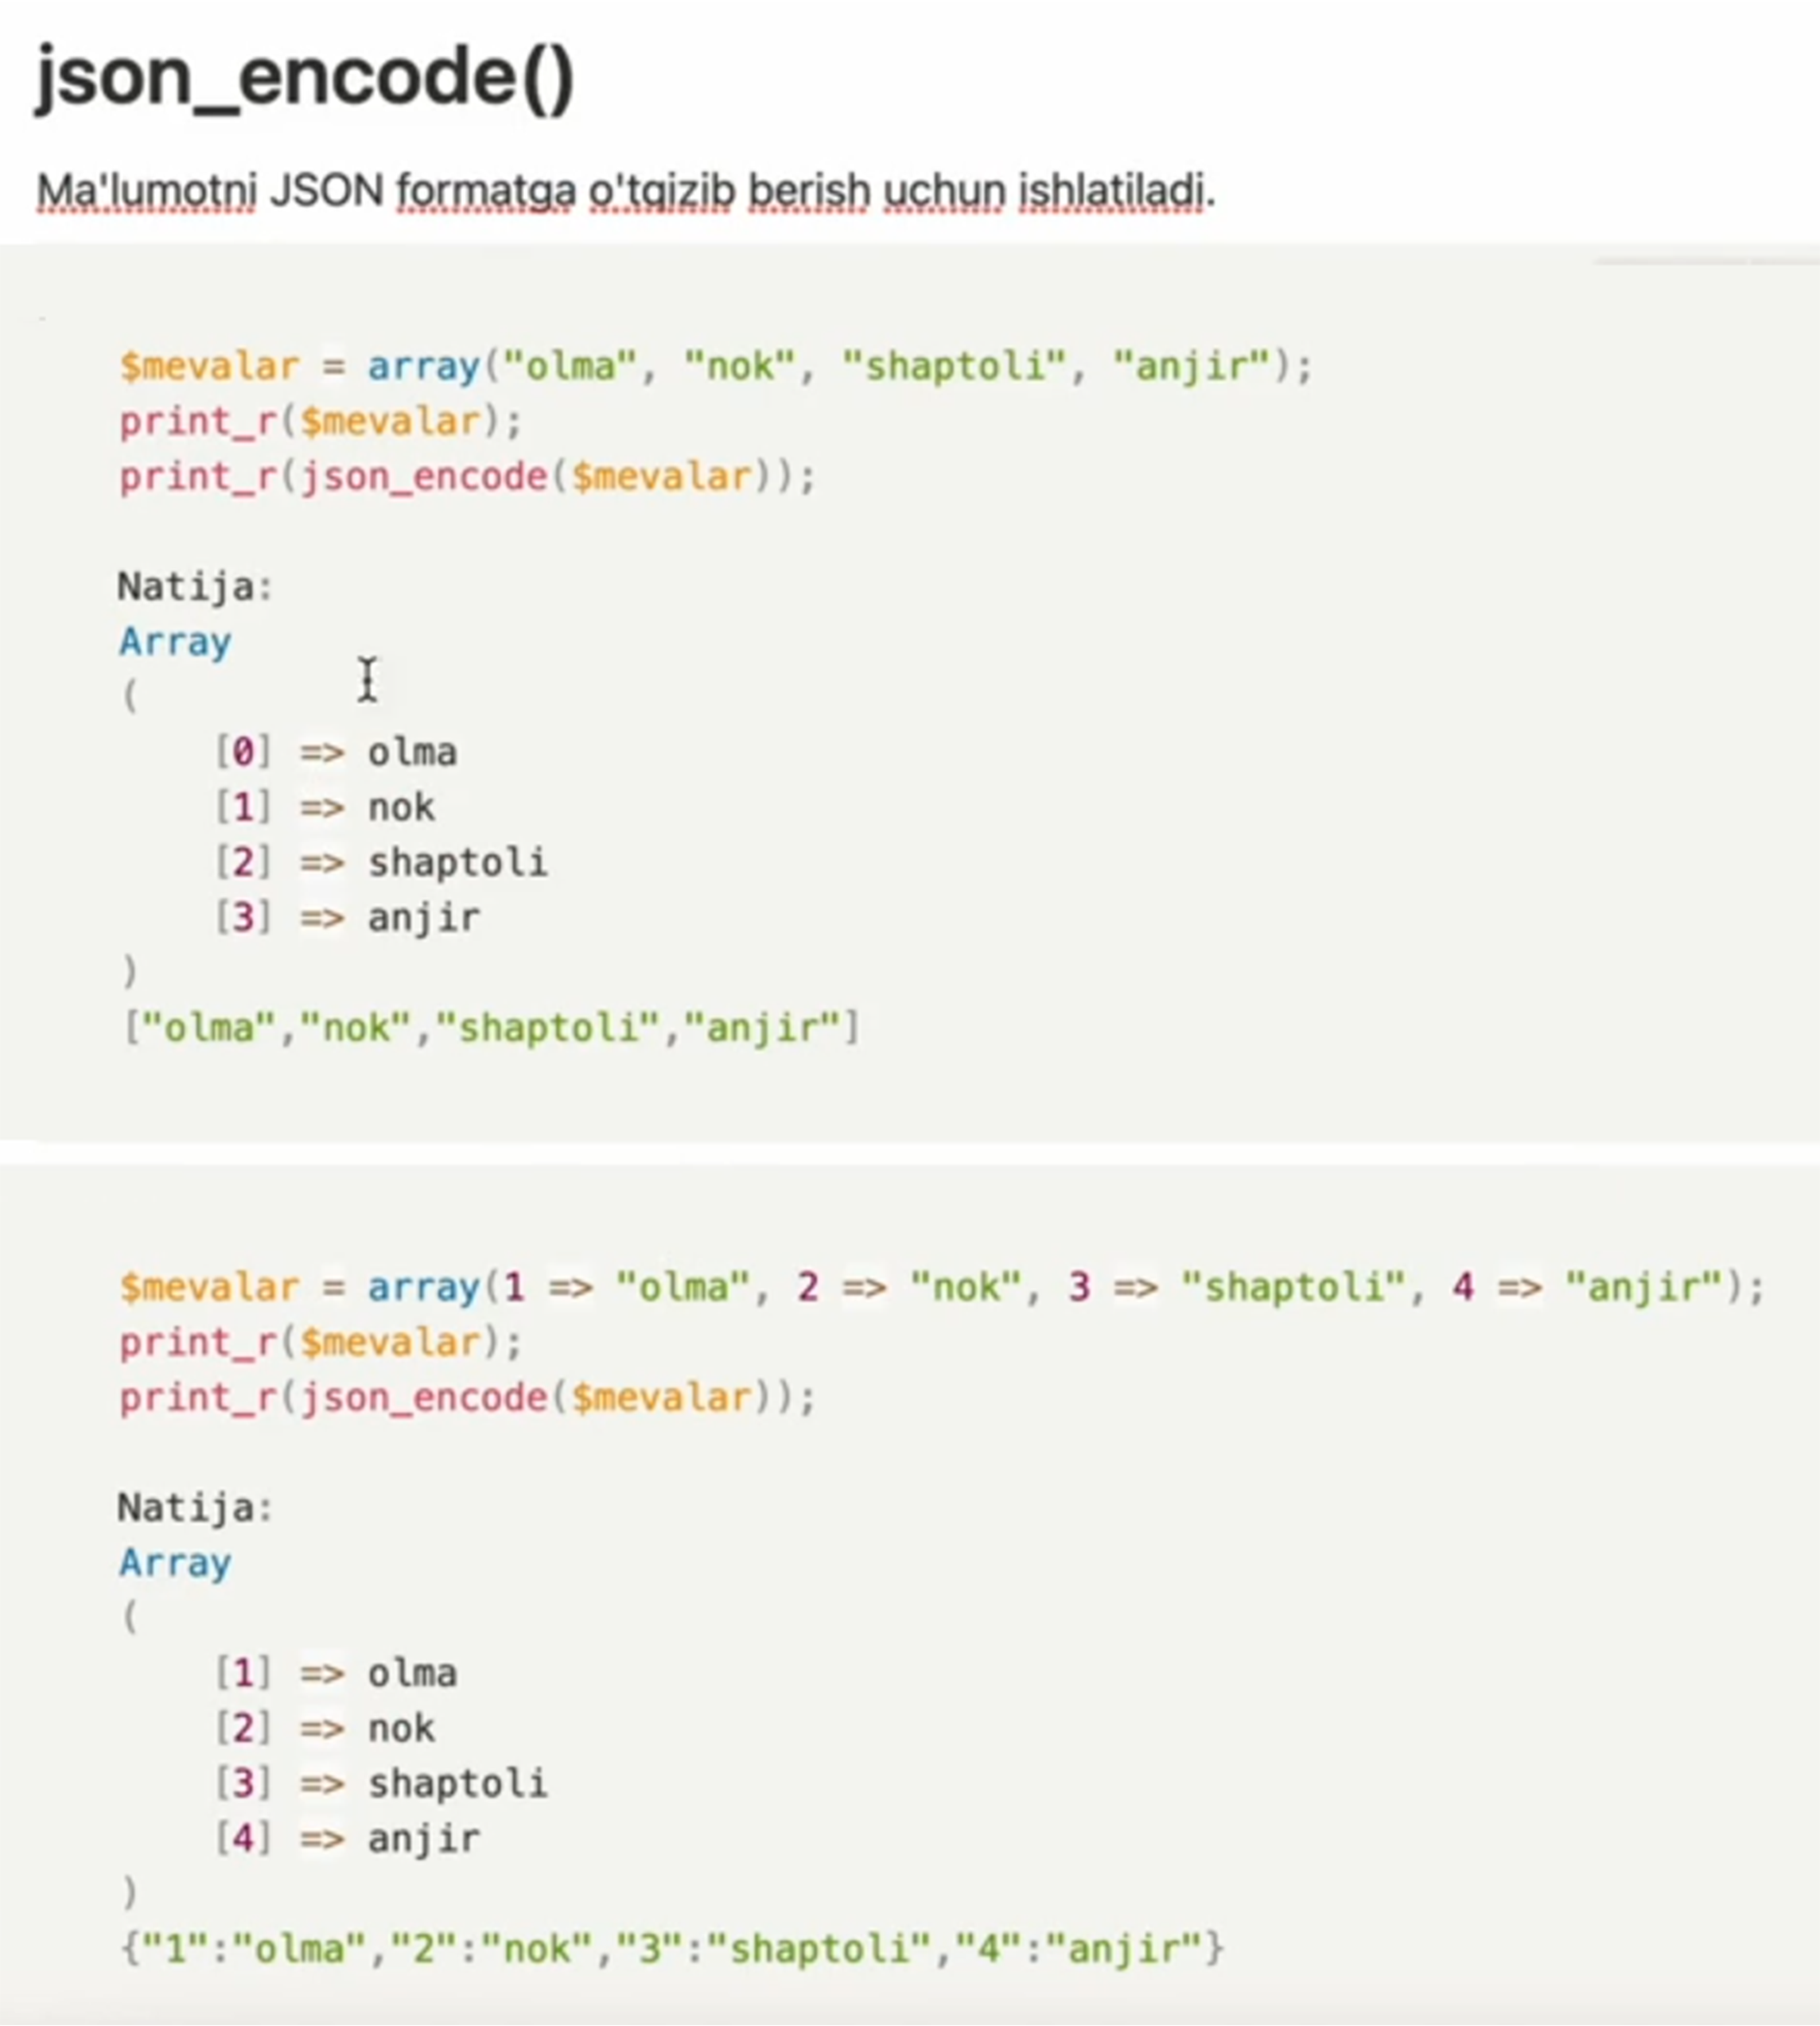 json_encode()
Ma'lumotni JSON formatga o'tqizib berish uchun ishlatiladi.
$mevalar = array("olma", "nok", "shaptoli", "anjir");
print_r($mevalar);
print_r(json_encode($mevalar));
Natija:
Array
(
[0] => olma
[1] => nok
[2] => shaptoli
[3] => anjir
)
["olma","nok","shaptoli","anjir"]
$mevalar = array(1 => "olma", 2 => "nok", 3 => "shaptoli", 4 => "anjir");
print_r($mevalar);
print_r(json_encode($mevalar));
Natija:
Array
(
[1] => olma
[2] => nok
[3] => shaptoli
[4] => anjir
)
{"1":"olma","2":"nok","3":"shaptoli","4":"anjir"}